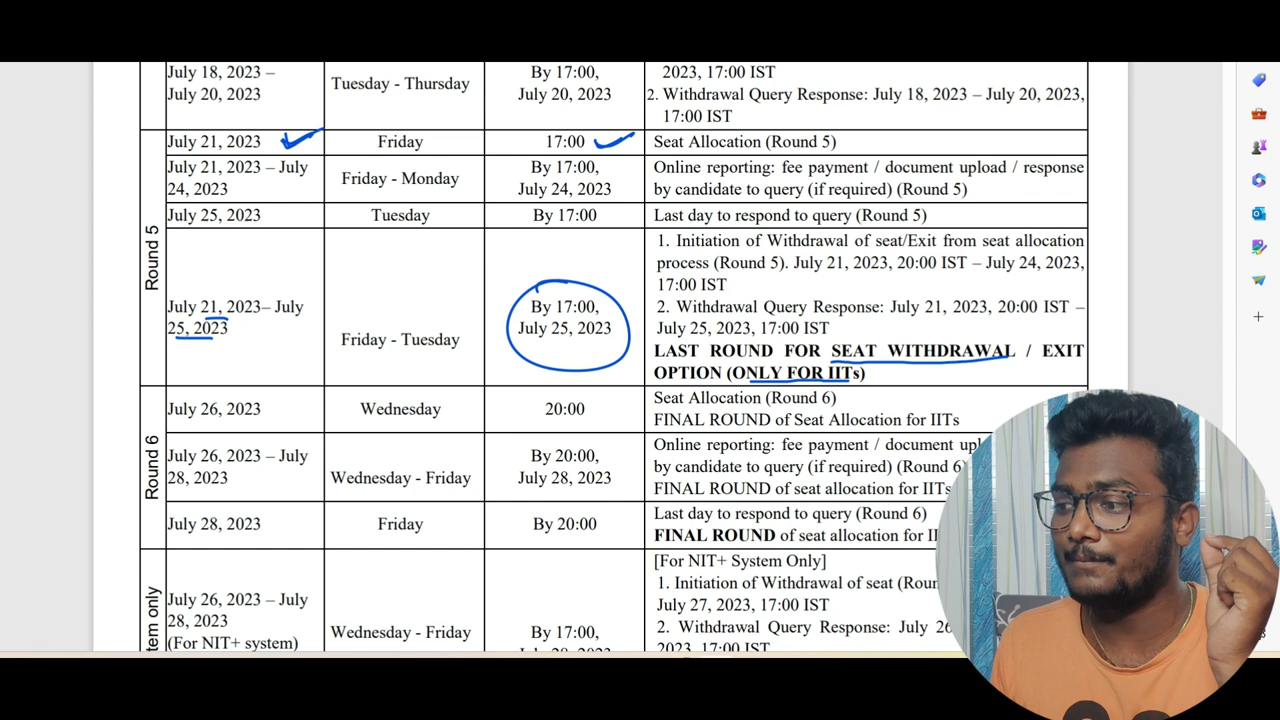 July 18, 2023 –
July 20, 2023
Tuesday - Thursday
By 17:00,
July 20, 2023
2023, 17:00 IST
2. Withdrawal Query Response: July 18, 2023 – July 20, 2023,
17:00 IST
Round 5
July 21, 2023
Friday
17:00
Seat Allocation (Round 5)
July 21, 2023 – July
24, 2023
Friday - Monday
By 17:00,
July 24, 2023
Online reporting: fee payment / document upload / response
by candidate to query (if required) (Round 5)
July 25, 2023
Tuesday
By 17:00
Last day to respond to query (Round 5)
July 21, 2023– July
25, 2023
Friday - Tuesday
By 17:00,
July 25, 2023
1. Initiation of Withdrawal of seat/Exit from seat allocation
process (Round 5). July 21, 2023, 20:00 IST – July 24, 2023,
17:00 IST
2. Withdrawal Query Response: July 21, 2023, 20:00 IST –
July 25, 2023, 17:00 IST
LAST ROUND FOR SEAT WITHDRAWAL / EXIT
OPTION (ONLY FOR IITs)
Round 6
July 26, 2023
Wednesday
20:00
Seat Allocation (Round 6)
FINAL ROUND of Seat Allocation for IITs
July 26, 2023 – July
28, 2023
Wednesday - Friday
By 20:00,
July 28, 2023
Online reporting: fee payment / document
by candidate to query (if required) (Round 6)
FINAL ROUND of seat allocation for IITs
July 28, 2023
Friday
By 20:00
Last day to respond to query (Round 6)
FINAL ROUND of seat allocation for
only
July 26, 2023 – July
28, 2023
(For NIT+ system)
Wednesday - Friday
By 17:00,
[For NIT+ System Only]
1. Initiation of Withdrawal of seat
July 27, 2023, 17:00 IST
2. Withdrawal Query Response: July
2023, 17:00 IST